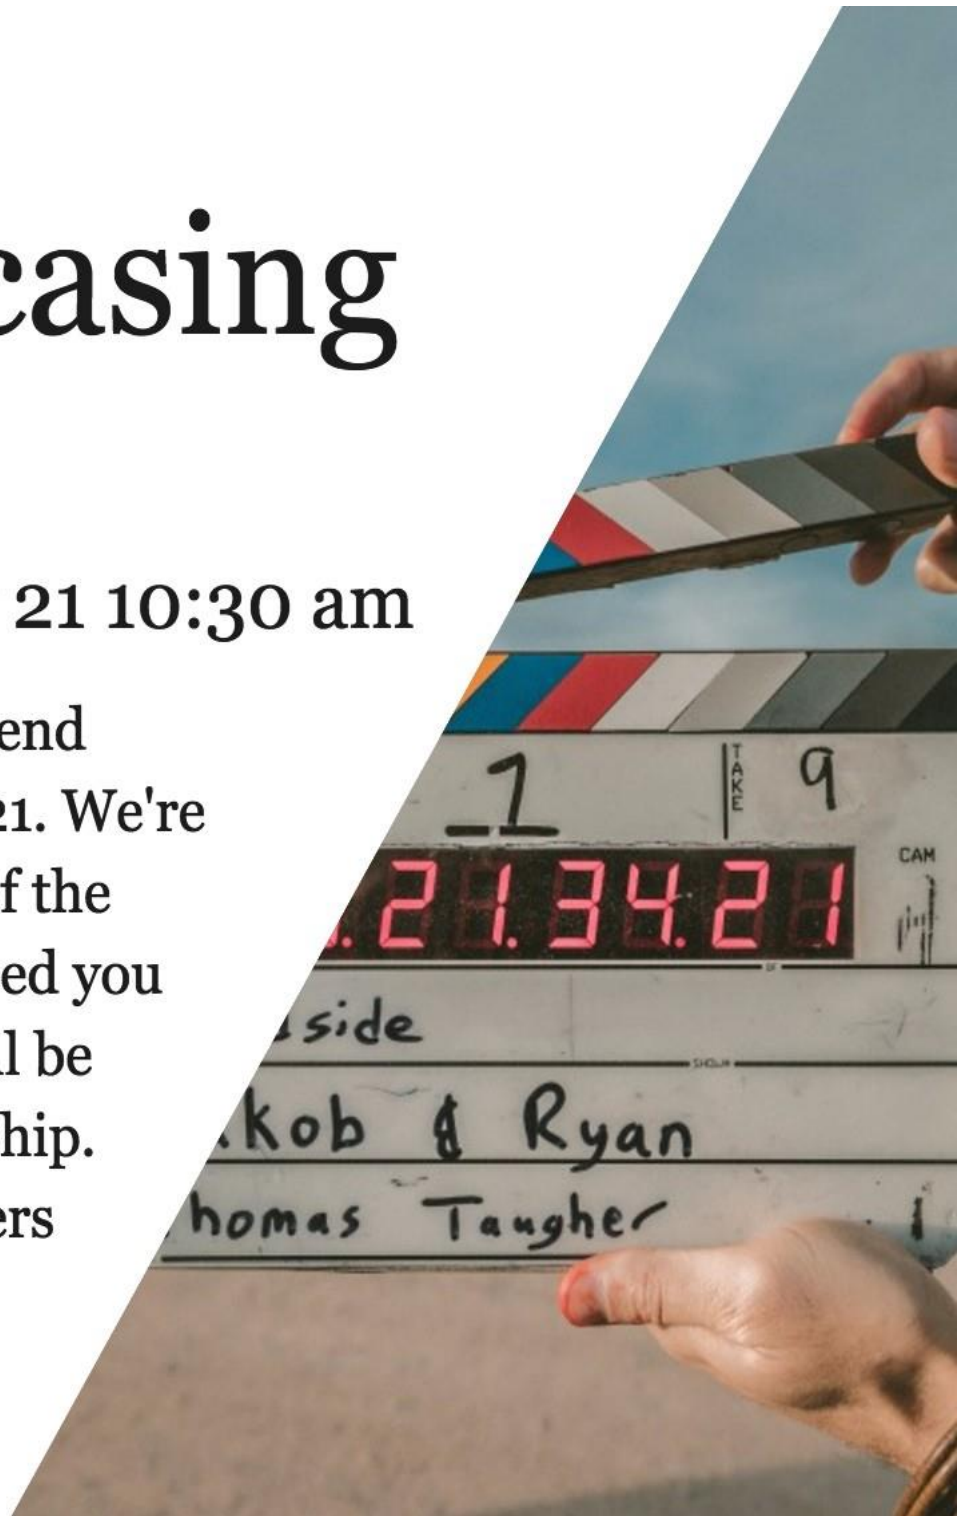 casing
21 10:30 am
end
21. We're
f the
ed you
l be
hip.
ers
1 TAKE 9
.21.34.21
CAM
side
kob & Ryan
homas Taugher